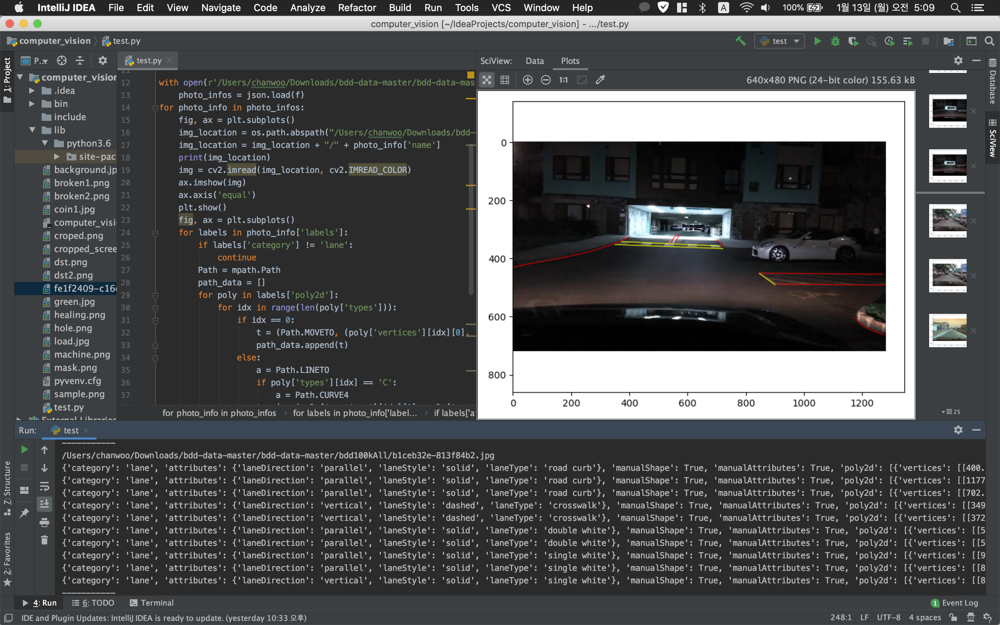 IntelliJ IDEA File Edit View Navigate Code Analyze Refactor Build Run Tools VCS Window Help A 100% 1월 13일 (월) 오전 5:09
computer_vision [~/IdeaProjects/computer_vision] - .../test.py
computer_vision test.py test
1: Project
P..
test.py
SciView: Data Plots
Database
SciView
1:1
640x480 PNG (24-bit color) 155.63 kB
computer_vision
.idea
bin
include
lib
python3.6
site-pac
background.jp
broken1.png
broken2.png
coin1.jpg
computer_visi
croped.png
cropped_scree
dst.png
dst2.png
fe1f2409-c16
green.jpg
healing.png
hole.png
load.jpg
machine.png
mask.png
pyvenv.cfg
sample.png
test.py
External Libraries
11
12 with open(r'/Users/chanwoo/Downloads/bdd-data-master/bdd-data-mas
13 photo_infos = json.load(f)
14 for photo_info in photo_infos:
15 fig, ax = plt.subplots()
16 img_location = os.path.abspath("/Users/chanwoo/Downloads/bdd-
17 img_location = img_location + "/" + photo_info['name']
18 print(img_location)
19 img = cv2.imread(img_location, cv2.IMREAD_COLOR)
20 ax.imshow(img)
21 ax.axis('equal')
22 plt.show()
23 fig, ax = plt.subplots()
24 for labels in photo_info['labels']:
25 if labels['category'] != 'lane':
26 continue
27 Path = mpath.Path
28 path_data = []
29 for poly in labels['poly2d']:
30 for idx in range(len(poly['types'])):
31 if idx == 0:
32 t = (Path.MOVETO, (poly['vertices'][idx][0],
33 path_data.append(t)
34 else:
35 a = Path.LINETO
36 if poly['types'][idx] == 'C':
37 a = Path.CURVE4
for photo_info in photo_infos › for labels in photo_info['label... › if labels['a
0
200
400
600
800
0 200 400 600 800 1000 1200
25
Run: test
-----------
/Users/chanwoo/Downloads/bdd-data-master/bdd-data-master/bdd100kAll/b1ceb32e-813f84b2.jpg
{'category': 'lane', 'attributes': {'laneDirection': 'parallel', 'laneStyle': 'solid', 'laneType': 'road curb'}, 'manualShape': True, 'manualAttributes': True, 'poly2d': [{'vertices': [[400.
{'category': 'lane', 'attributes': {'laneDirection': 'parallel', 'laneStyle': 'solid', 'laneType': 'road curb'}, 'manualShape': True, 'manualAttributes': True, 'poly2d': [{'vertices': [[1177
{'category': 'lane', 'attributes': {'laneDirection': 'parallel', 'laneStyle': 'solid', 'laneType': 'road curb'}, 'manualShape': True, 'manualAttributes': True, 'poly2d': [{'vertices': [[702.
{'category': 'lane', 'attributes': {'laneDirection': 'vertical', 'laneStyle': 'dashed', 'laneType': 'crosswalk'}, 'manualShape': True, 'manualAttributes': True, 'poly2d': [{'vertices': [[349
{'category': 'lane', 'attributes': {'laneDirection': 'vertical', 'laneStyle': 'dashed', 'laneType': 'crosswalk'}, 'manualShape': True, 'manualAttributes': True, 'poly2d': [{'vertices': [[372
{'category': 'lane', 'attributes': {'laneDirection': 'parallel', 'laneStyle': 'solid', 'laneType': 'double white'}, 'manualShape': True, 'manualAttributes': True, 'poly2d': [{'vertices': [[5
{'category': 'lane', 'attributes': {'laneDirection': 'parallel', 'laneStyle': 'solid', 'laneType': 'double white'}, 'manualShape': True, 'manualAttributes': True, 'poly2d': [{'vertices': [[5
{'category': 'lane', 'attributes': {'laneDirection': 'parallel', 'laneStyle': 'solid', 'laneType': 'single white'}, 'manualShape': True, 'manualAttributes': True, 'poly2d': [{'vertices': [[9
{'category': 'lane', 'attributes': {'laneDirection': 'parallel', 'laneStyle': 'solid', 'laneType': 'single white'}, 'manualShape': True, 'manualAttributes': True, 'poly2d': [{'vertices': [[8
{'category': 'lane', 'attributes': {'laneDirection': 'vertical', 'laneStyle': 'solid', 'laneType': 'single white'}, 'manualShape': True, 'manualAttributes': True, 'poly2d': [{'vertices': [[8
-----------
Z: Structure
2: Favorites
4: Run 6: TODO Terminal 1 Event Log
IDE and Plugin Updates: IntelliJ IDEA is ready to update. (yesterday 10:33 오후) 248:1 LF UTF-8 4 spaces